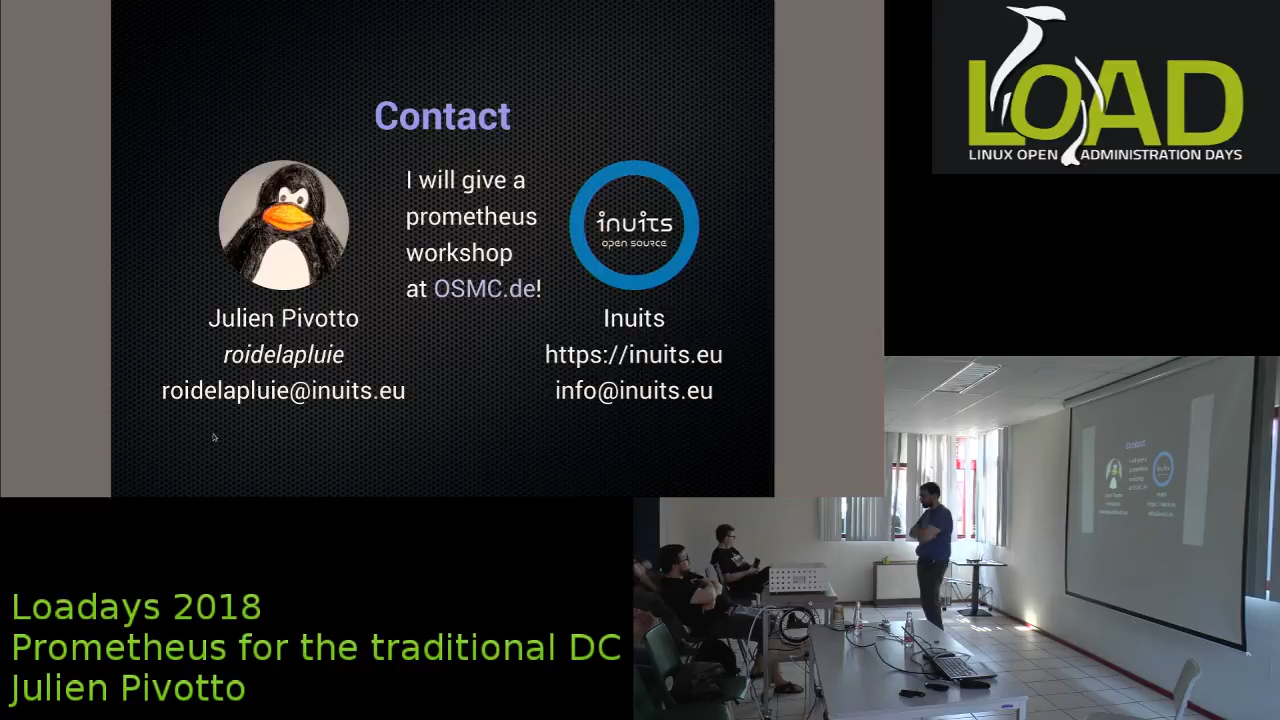 Contact
I will give a
prometheus
workshop
at OSMC.de!
Julien Pivotto
roidelapluie
roidelapluie@inuits.eu
inuits
open source
Inuits
https://inuits.eu
info@inuits.eu
LOAD
LINUX OPEN ADMINISTRATION DAYS
Contact
Loadays 2018
Prometheus for the traditional DC
Julien Pivotto